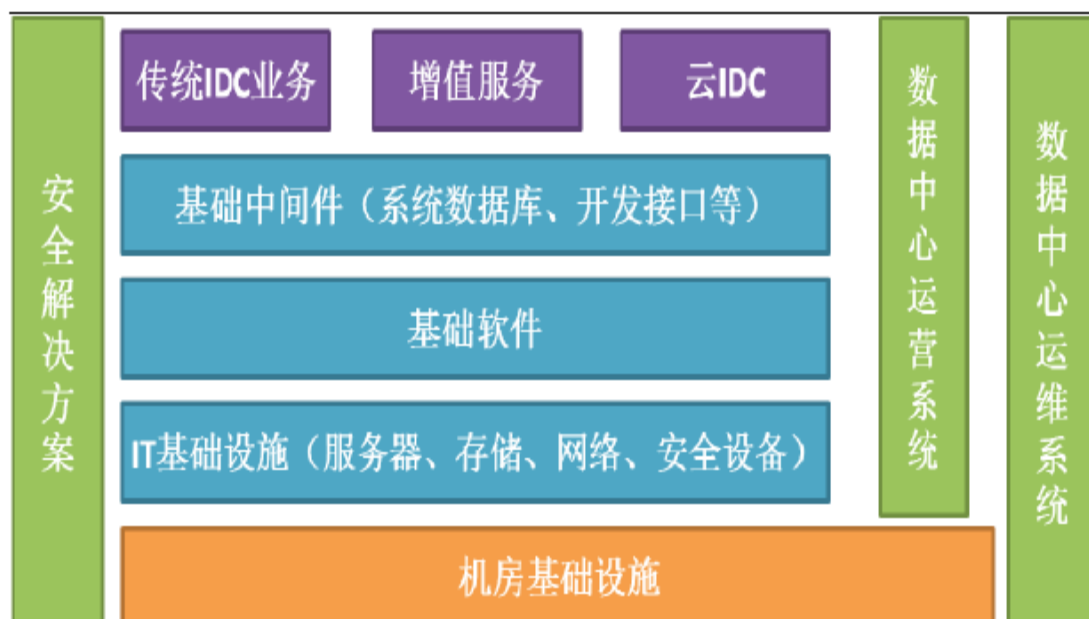 安全解决方案
传统IDC业务
增值服务
云IDC
基础中间件（系统数据库、开发接口等）
基础软件
IT基础设施（服务器、存储、网络、安全设备）
机房基础设施
数据中心运营系统
数据中心运维系统